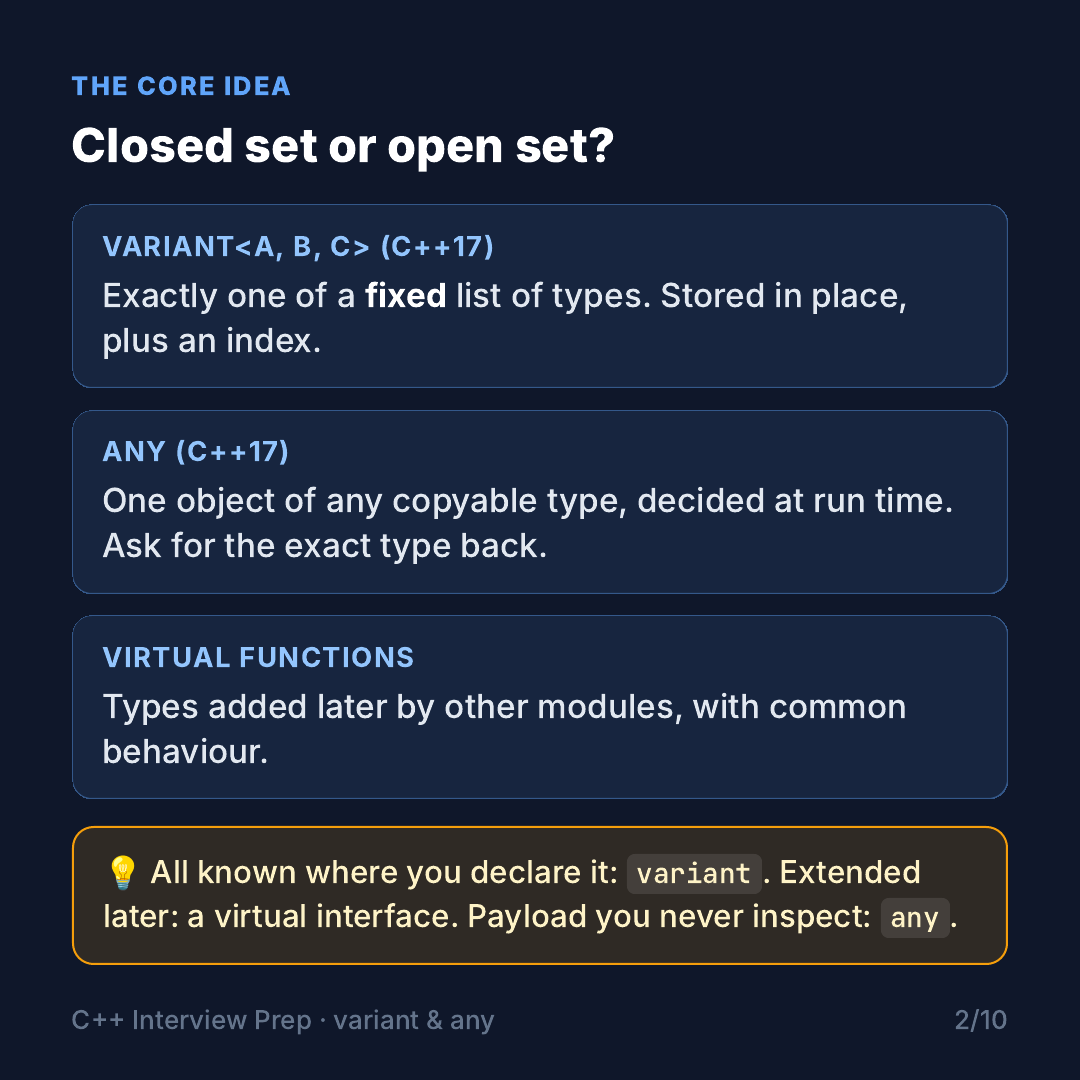 THE CORE IDEA
Closed set or open set?
VARIANT<A, B, C> (C++17)
Exactly one of a fixed list of types. Stored in place,
plus an index.
ANY (C++17)
One object of any copyable type, decided at run time.
Ask for the exact type back.
VIRTUAL FUNCTIONS
Types added later by other modules, with common
behaviour.
💡 All known where you declare it: variant. Extended
later: a virtual interface. Payload you never inspect: any.
C++ Interview Prep · variant & any
2/10